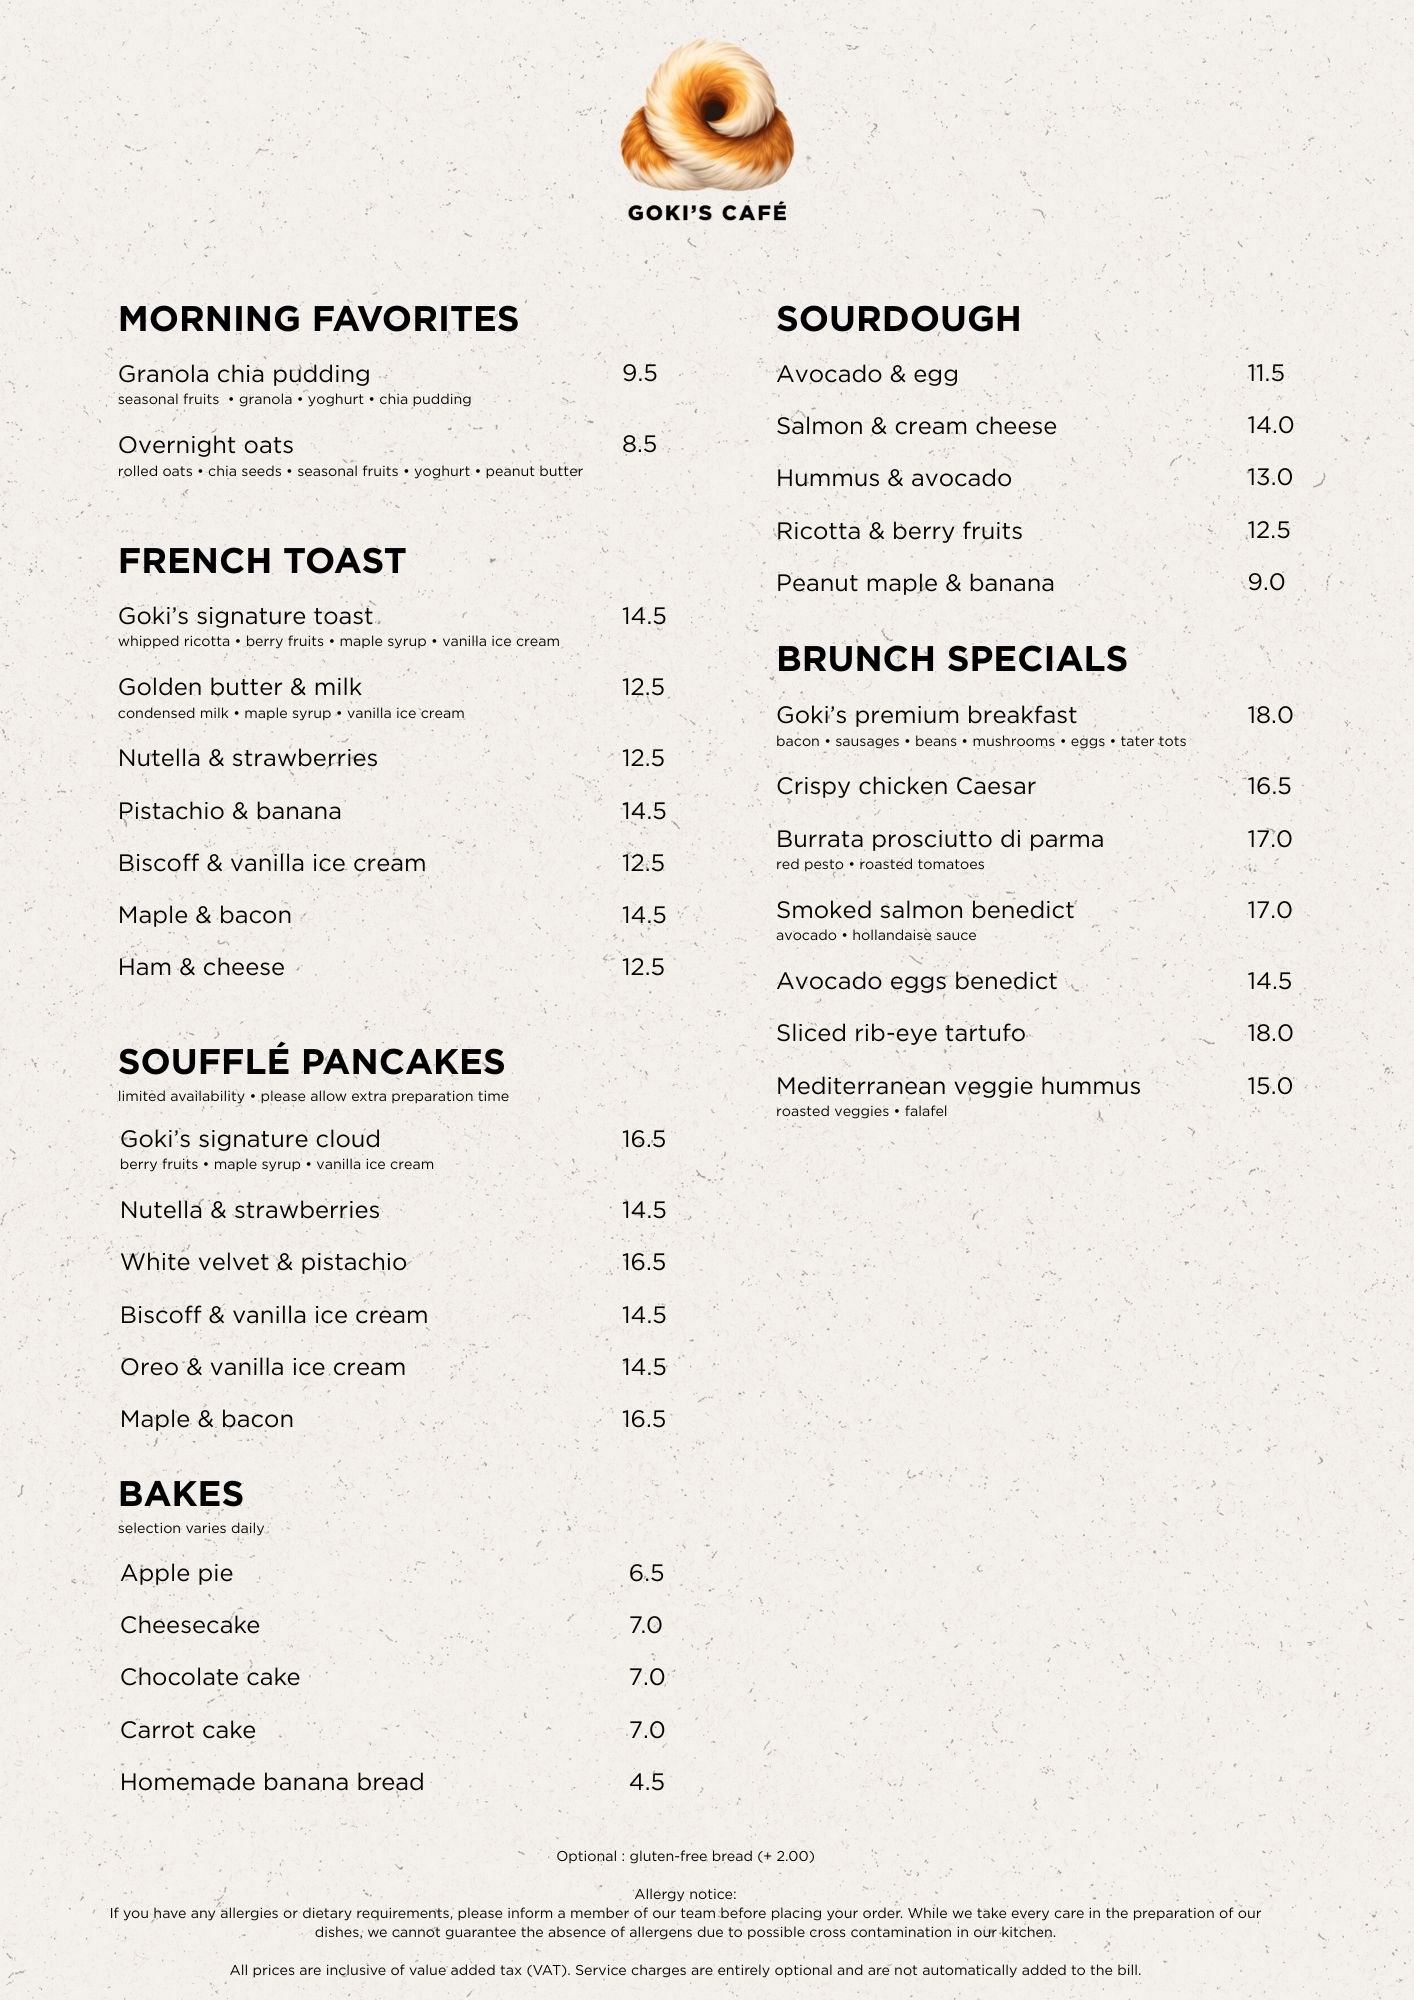 GOKI'S CAFÉ
MORNING FAVORITES
Granola chia pudding 9.5
seasonal fruits • granola • yoghurt • chia pudding
Overnight oats 8.5
rolled oats • chia seeds • seasonal fruits • yoghurt • peanut butter
FRENCH TOAST
Goki's signature toast 14.5
whipped ricotta • berry fruits • maple syrup • vanilla ice cream
Golden butter & milk 12.5
condensed milk • maple syrup • vanilla ice cream
Nutella & strawberries 12.5
Pistachio & banana 14.5
Biscoff & vanilla ice cream 12.5
Maple & bacon 14.5
Ham & cheese 12.5
SOUFFLÉ PANCAKES
limited availability • please allow extra preparation time
Goki's signature cloud 16.5
berry fruits • maple syrup • vanilla ice cream
Nutella & strawberries 14.5
White velvet & pistachio 16.5
Biscoff & vanilla ice cream 14.5
Oreo & vanilla ice cream 14.5
Maple & bacon 16.5
BAKES
selection varies daily
Apple pie 6.5
Cheesecake 7.0
Chocolate cake 7.0
Carrot cake 7.0
Homemade banana bread 4.5
SOURDOUGH
Avocado & egg 11.5
Salmon & cream cheese 14.0
Hummus & avocado 13.0
Ricotta & berry fruits 12.5
Peanut maple & banana 9.0
BRUNCH SPECIALS
Goki's premium breakfast 18.0
bacon • sausages • beans • mushrooms • eggs • tater tots
Crispy chicken Caesar 16.5
Burrata prosciutto di parma 17.0
red pesto • roasted tomatoes
Smoked salmon benedict 17.0
avocado • hollandaise sauce
Avocado eggs benedict 14.5
Sliced rib-eye tartufo 18.0
Mediterranean veggie hummus 15.0
roasted veggies • falafel
Optional : gluten-free bread (+ 2.00)
Allergy notice:
If you have any allergies or dietary requirements, please inform a member of our team before placing your order. While we take every care in the preparation of our
dishes, we cannot guarantee the absence of allergens due to possible cross contamination in our kitchen.
All prices are inclusive of value added tax (VAT). Service charges are entirely optional and are not automatically added to the bill.